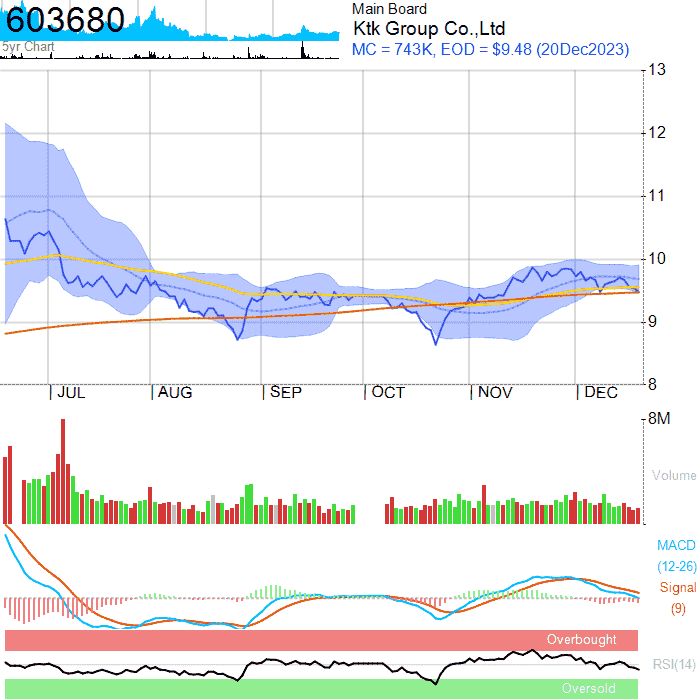 603680
5yr Chart
Main Board
Ktk Group Co.,Ltd
MC = 743K, EOD = $9.48 (20Dec2023)
13
12
11
10
9
8
JUL AUG SEP OCT NOV DEC
8M
Volume
MACD
(12-26)
Signal
(9)
Overbought
RSI(14)
Oversold